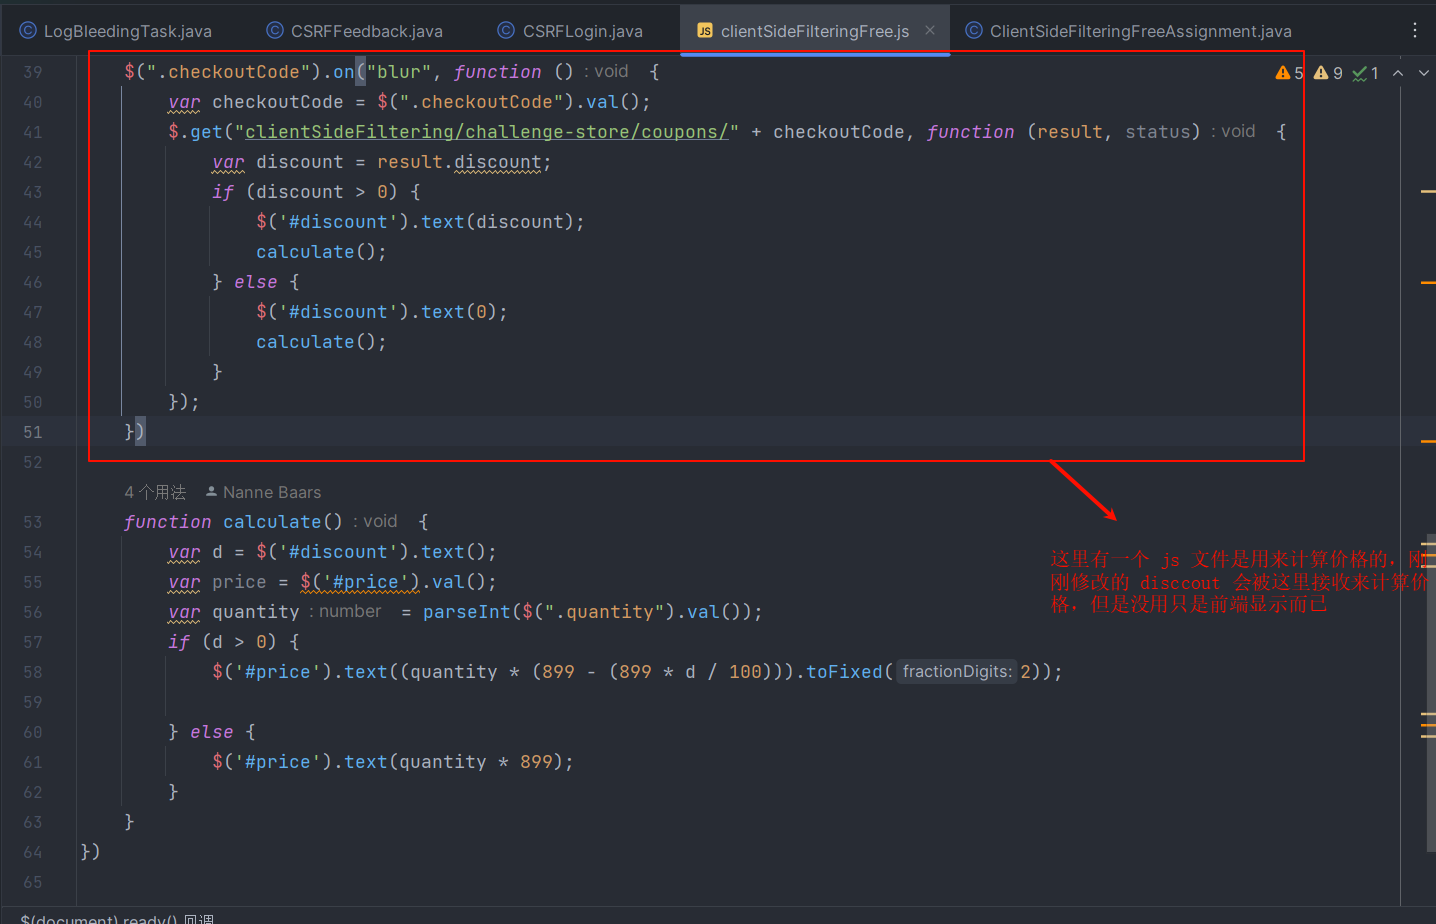 LogBleedingTask.java CSRFFeedback.java CSRFLogin.java JS clientSideFilteringFree.js × ClientSideFilteringFreeAssignment.java
39 $(".checkoutCode").on("blur", function () : void { 5 9 1
40 var checkoutCode = $(".checkoutCode").val();
41 $.get("clientSideFiltering/challenge-store/coupons/" + checkoutCode, function (result, status) : void {
42 var discount = result.discount;
43 if (discount > 0) {
44 $('#discount').text(discount);
45 calculate();
46 } else {
47 $('#discount').text(0);
48 calculate();
49 }
50 });
51 })
52
4 个用法 Nanne Baars
53 function calculate() : void {
54 var d = $('#discount').text();
55 var price = $('#price').val();
56 var quantity : number = parseInt($(".quantity").val());
57 if (d > 0) {
58 $('#price').text((quantity * (899 - (899 * d / 100))).toFixed( fractionDigits: 2));
59
60 } else {
61 $('#price').text(quantity * 899);
62 }
63 }
64 })
65
这里有一个 js 文件是用来计算价格的，刚
刚修改的 disccout 会被这里接收来计算价
格，但是没用只是前端显示而已
$(document).ready() 回调